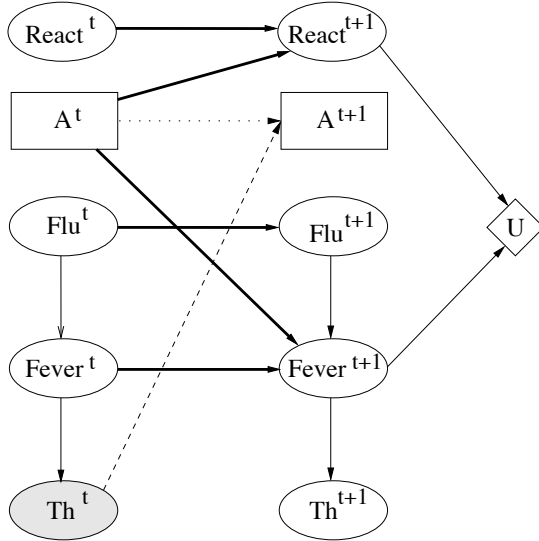 React t
React t+1
A t
A t+1
Flu t
Flu t+1
U
Fever t
Fever t+1
Th t
Th t+1